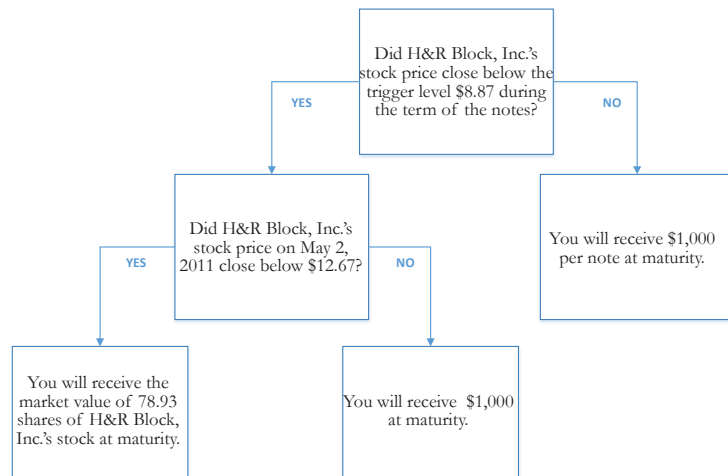 Did H&R Block, Inc.'s
stock price close below the
trigger level $8.87 during
the term of the notes?
YES
NO
Did H&R Block, Inc.'s
stock price on May 2,
2011 close below $12.67?
You will receive $1,000
per note at maturity.
YES
NO
You will receive the
market value of 78.93
shares of H&R Block,
Inc.'s stock at maturity.
You will receive $1,000
at maturity.